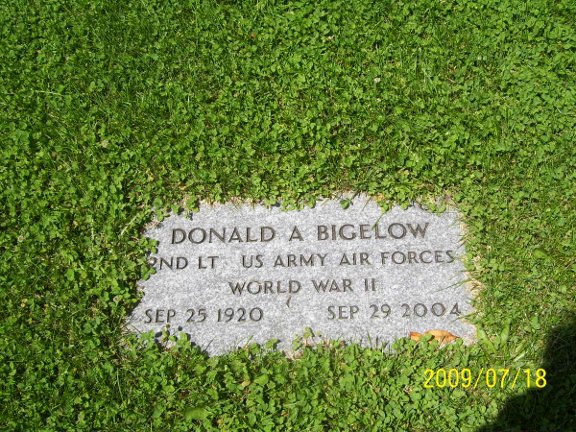 DONALD A BIGELOW
2ND LT US ARMY AIR FORCES
WORLD WAR II
SEP 25 1920 SEP 29 2004
2009/07/18